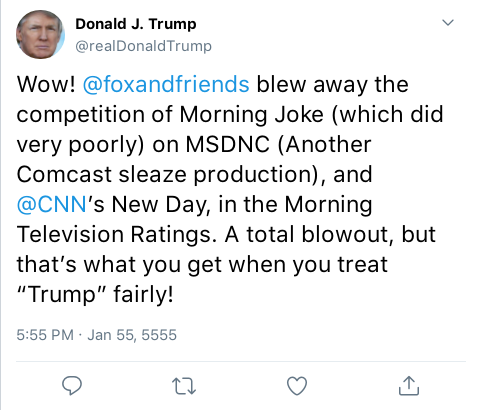 Donald J. Trump
@realDonaldTrump
Wow! @foxandfriends blew away the
competition of Morning Joke (which did
very poorly) on MSDNC (Another
Comcast sleaze production), and
@CNN’s New Day, in the Morning
Television Ratings. A total blowout, but
that’s what you get when you treat
“Trump” fairly!
5:55 PM · Jan 55, 5555